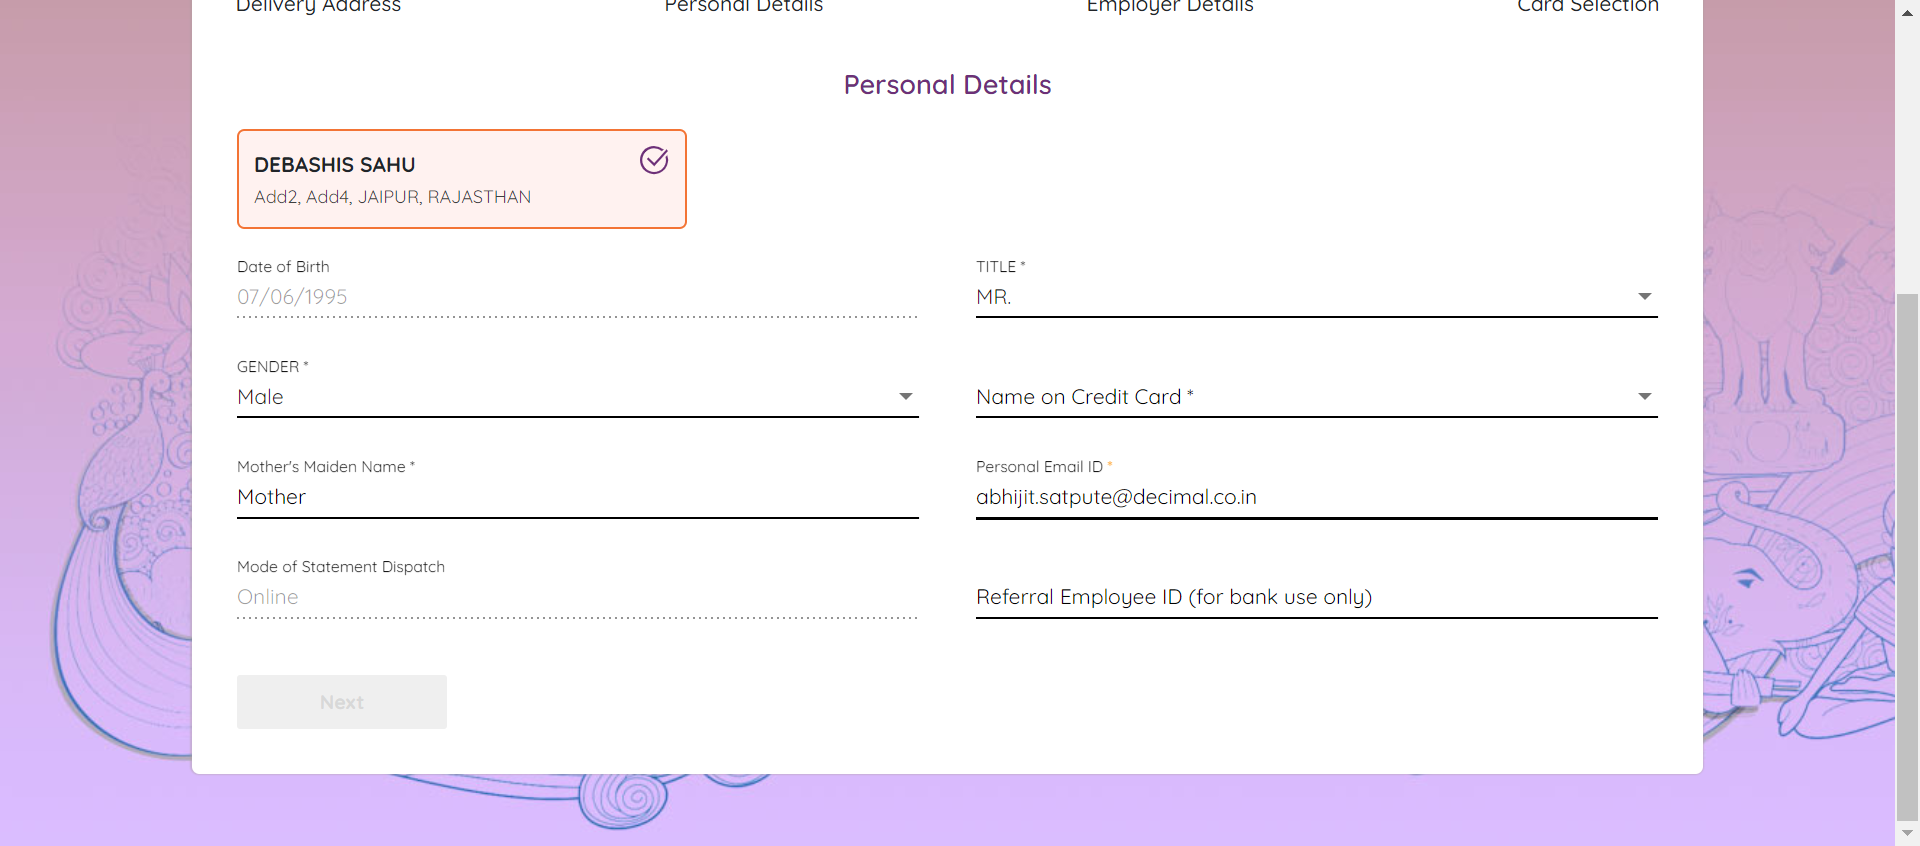 Delivery Address Personal Details Employer Details Card Selection
Personal Details
DEBASHIS SAHU
Add2, Add4, JAIPUR, RAJASTHAN
Date of Birth
07/06/1995
TITLE *
MR.
GENDER *
Male
Name on Credit Card *
Mother's Maiden Name *
Mother
Personal Email ID *
abhijit.satpute@decimal.co.in
Mode of Statement Dispatch
Online
Referral Employee ID (for bank use only)
Next